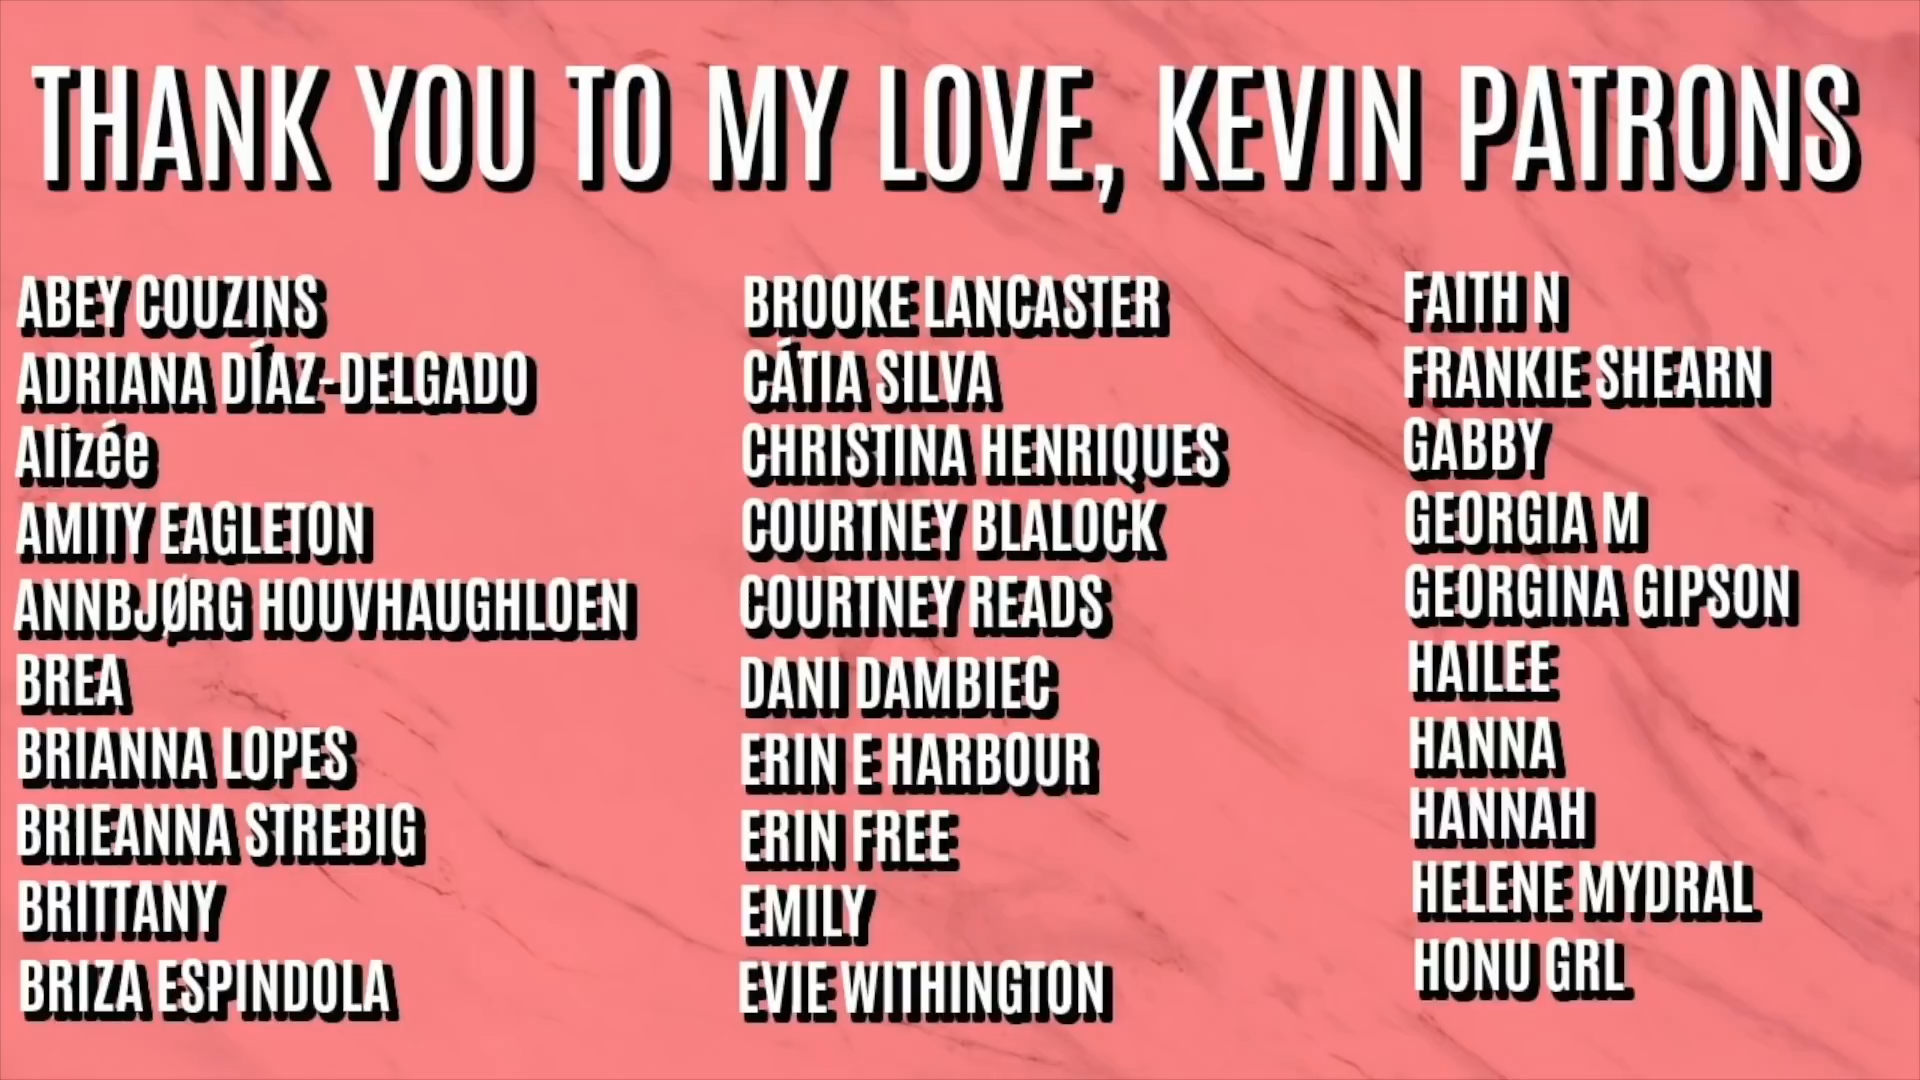 THANK YOU TO MY LOVE, KEVIN PATRONS
ABEY COUZINS
ADRIANA DÍAZ-DELGADO
Alizée
AMITY EAGLETON
ANNBJØRG HOUVHAUGHLOEN
BREA
BRIANNA LOPES
BRIEANNA STREBIG
BRITTANY
BRIZA ESPINDOLA
BROOKE LANCASTER
CÁTIA SILVA
CHRISTINA HENRIQUES
COURTNEY BLALOCK
COURTNEY READS
DANI DAMBIEC
ERIN E HARBOUR
ERIN FREE
EMILY
EVIE WITHINGTON
FAITH N
FRANKIE SHEARN
GABBY
GEORGIA M
GEORGINA GIPSON
HAILEE
HANNA
HANNAH
HELENE MYDRAL
HONU GRL